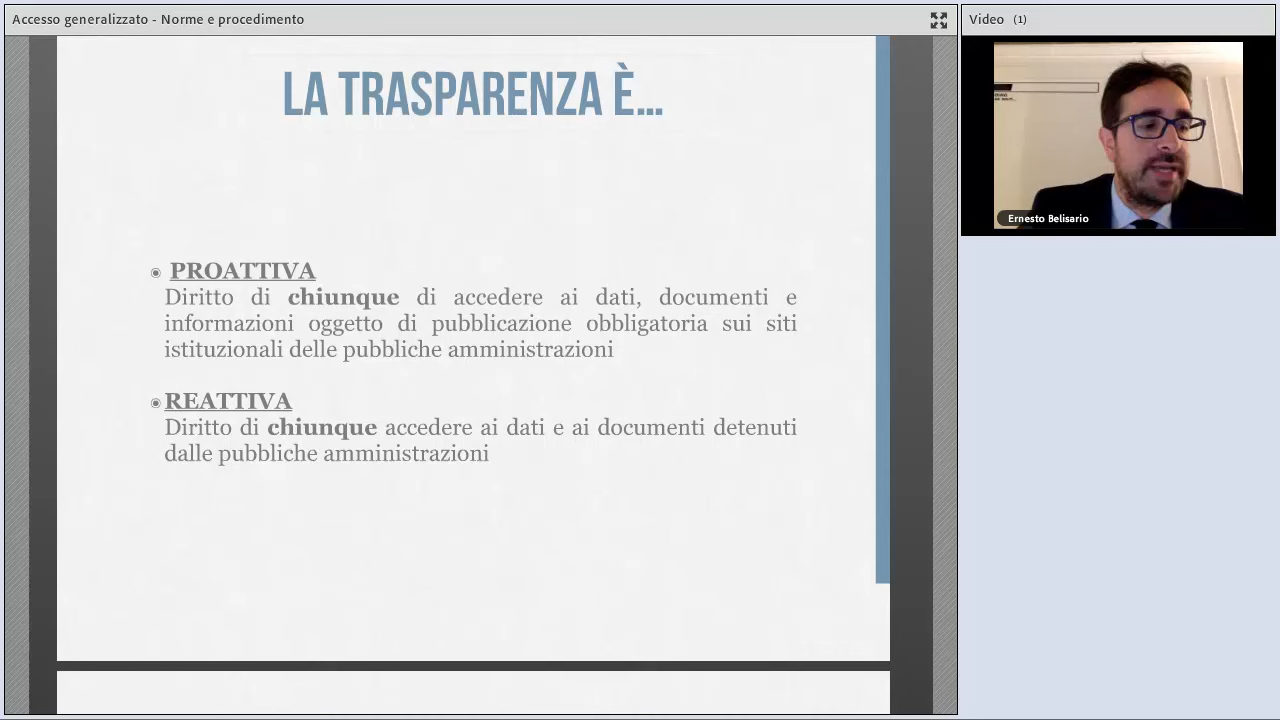 Accesso generalizzato - Norme e procedimento
Video (1)
LA TRASPARENZA È...
Ernesto Belisario
PROATTIVA
Diritto di chiunque di accedere ai dati, documenti e
informazioni oggetto di pubblicazione obbligatoria sui siti
istituzionali delle pubbliche amministrazioni
REATTIVA
Diritto di chiunque accedere ai dati e ai documenti detenuti
dalle pubbliche amministrazioni